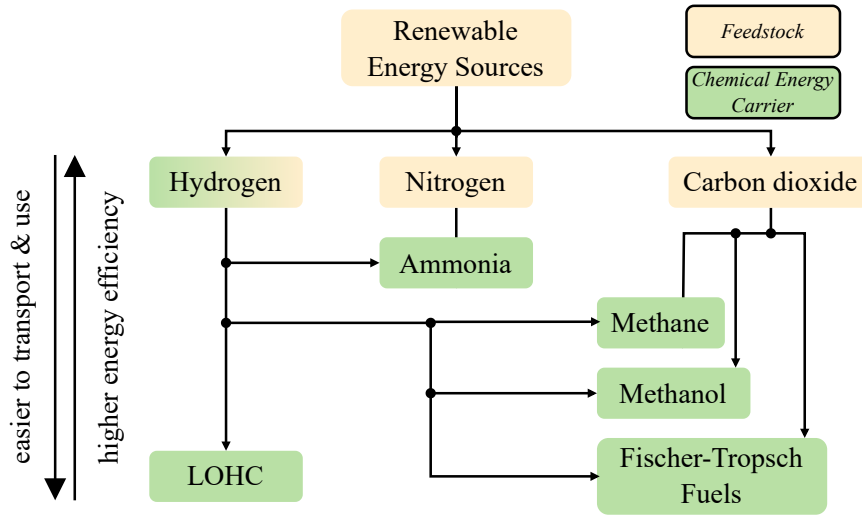 Renewable
Energy Sources
Feedstock
Chemical Energy
Carrier
easier to transport & use
higher energy efficiency
Hydrogen
Nitrogen
Carbon dioxide
Ammonia
Methane
Methanol
LOHC
Fischer-Tropsch
Fuels